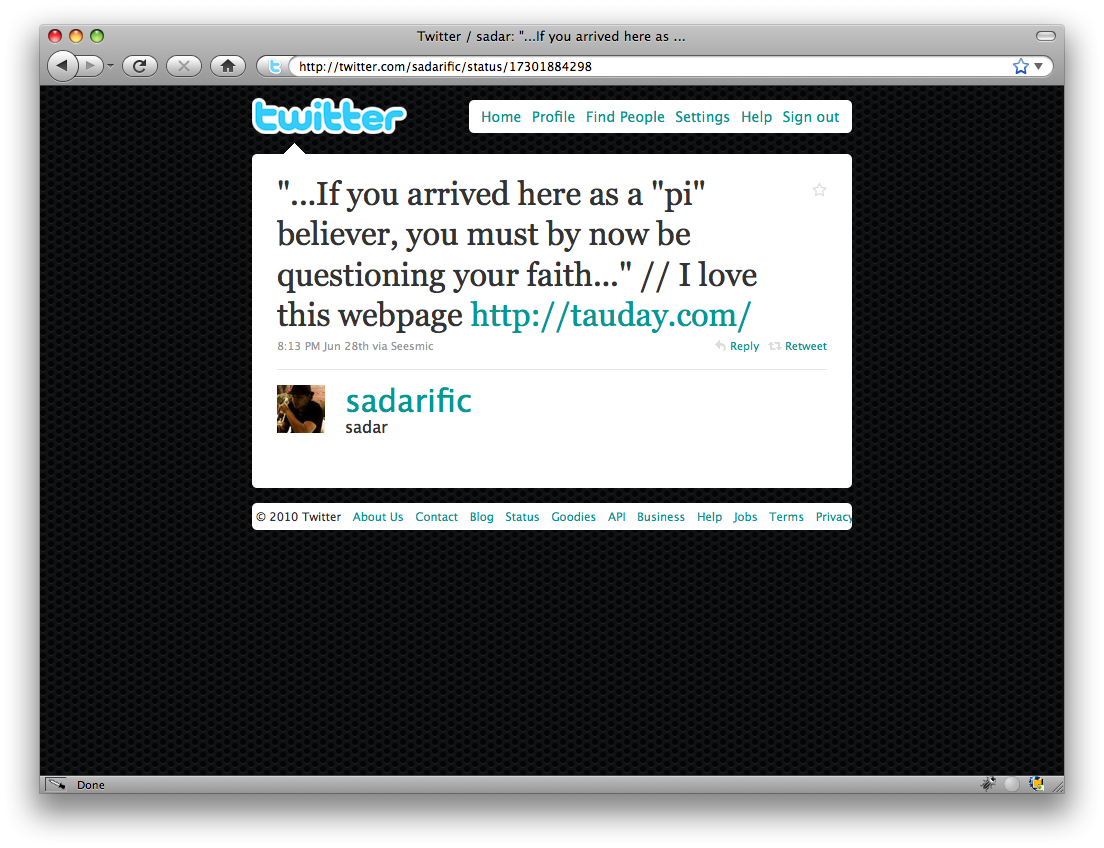 Twitter / sadar: "...If you arrived here as ...
http://twitter.com/sadarific/status/17301884298
twitter
Home Profile Find People Settings Help Sign out
"...If you arrived here as a "pi"
believer, you must by now be
questioning your faith..." // I love
this webpage http://tauday.com/
8:13 PM Jun 28th via Seesmic Reply Retweet
sadarific
sadar
© 2010 Twitter About Us Contact Blog Status Goodies API Business Help Jobs Terms Privacy
Done